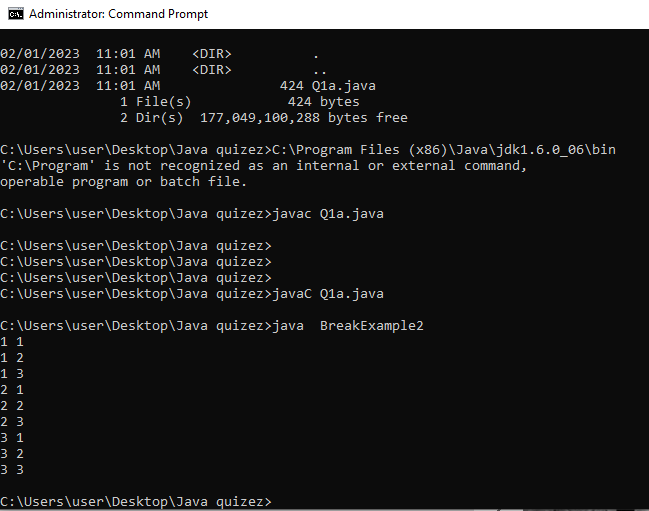 Administrator: Command Prompt
02/01/2023  11:01 AM    <DIR>          .
02/01/2023  11:01 AM    <DIR>          ..
02/01/2023  11:01 AM               424 Q1a.java
               1 File(s)            424 bytes
               2 Dir(s)  177,049,100,288 bytes free
C:\Users\user\Desktop\Java quizez>C:\Program Files (x86)\Java\jdk1.6.0_06\bin
'C:\Program' is not recognized as an internal or external command,
operable program or batch file.
C:\Users\user\Desktop\Java quizez>javac Q1a.java
C:\Users\user\Desktop\Java quizez>
C:\Users\user\Desktop\Java quizez>
C:\Users\user\Desktop\Java quizez>
C:\Users\user\Desktop\Java quizez>javaC Q1a.java
C:\Users\user\Desktop\Java quizez>java  BreakExample2
1 1
1 2
1 3
2 1
2 2
2 3
3 1
3 2
3 3
C:\Users\user\Desktop\Java quizez>